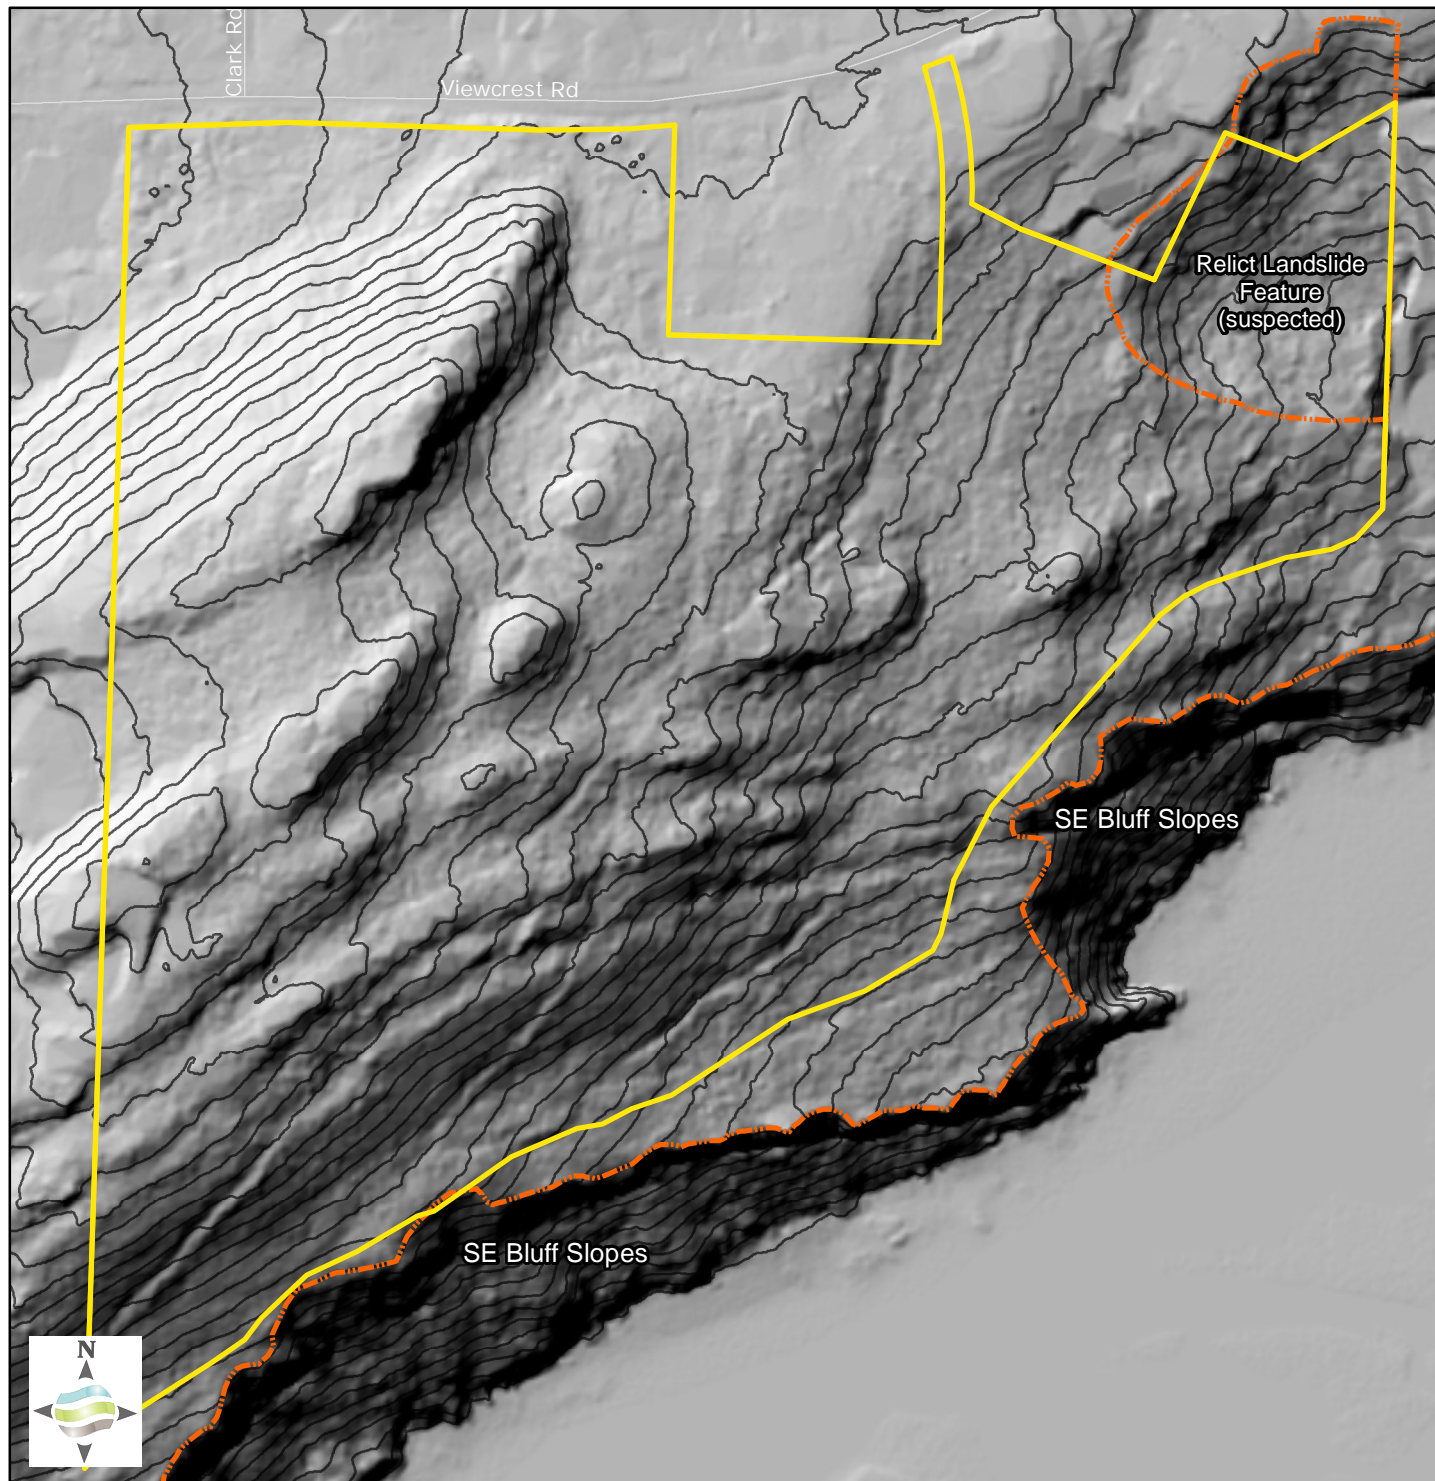 Clark Rd
Viewcrest Rd
Relict Landslide
Feature
(suspected)
SE Bluff Slopes
SE Bluff Slopes
N